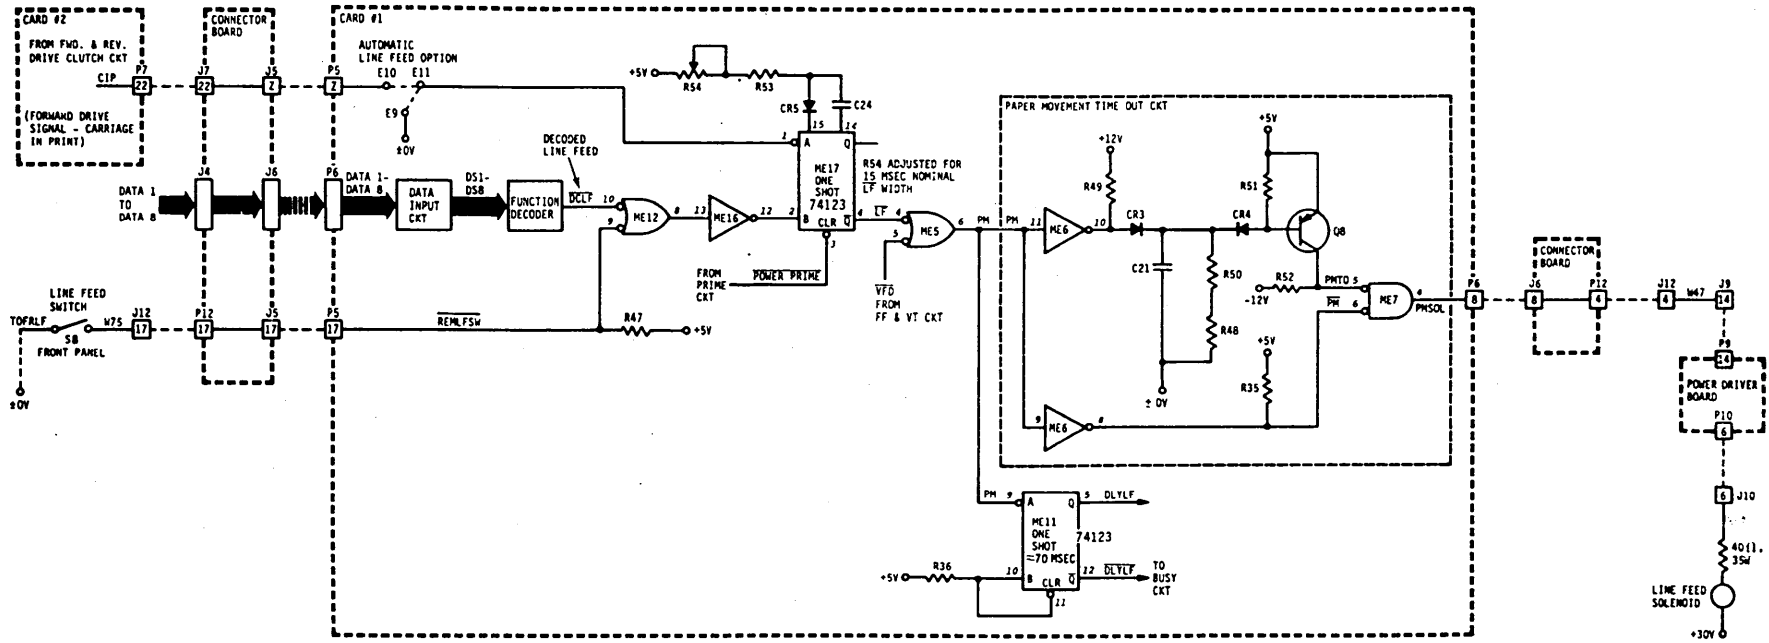 CARD #2
FROM FWD. & REV.
DRIVE CLUTCH CKT
CIP
(FORWARD DRIVE
SIGNAL - CARRIAGE
IN PRINT)
P7
22
CONNECTOR
BOARD
J7
22
J5
Z
CARD #1
P5
Z
AUTOMATIC
LINE FEED OPTION
E10
E11
E9
±0V
+5V
R54
R53
CR5
C24
15
14
1
A
Q
ME17
ONE
SHOT
74123
2
B
CLR
Q
4
3
R54 ADJUSTED FOR
15 MSEC NOMINAL
LF WIDTH
DATA 1
TO
DATA 8
J4
J6
P6
DATA 1-
DATA 8
DATA
INPUT
CKT
DS1-
DS8
FUNCTION
DECODER
DECODED
LINE FEED
DCLF
10
9
ME12
8
13
ME16
12
FROM
PRIME
CKT
POWER PRIME
LF
4
5
ME5
6
PM
VFD
FROM
FF & VT CKT
LINE FEED
SWITCH
TOFRLF
S8
FRONT PANEL
±0V
W75
J12
17
P12
17
J5
17
P5
17
REMLFSW
R47
+5V
PAPER MOVEMENT TIME OUT CKT
PM
11
ME6
10
+12V
R49
CR3
C21
R50
R48
±0V
CR4
+5V
R51
Q8
R52
-12V
PMTO
5
PM
6
ME7
4
PMSOL
+5V
R35
9
ME6
8
PM
9
A
Q
5
DLYLF
ME11
ONE
SHOT
≈70 MSEC
74123
+5V
R36
10
B
CLR
Q
12
DLYLF
11
TO
BUSY
CKT
P6
8
CONNECTOR
BOARD
J6
8
P12
4
J12
4
W47
J9
14
P9
14
POWER DRIVER
BOARD
P10
6
6
J10
40Ω,
35W
LINE FEED
SOLENOID
+30V